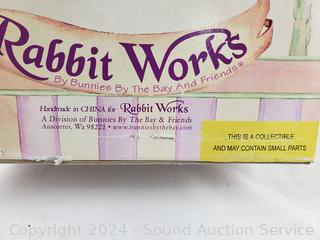 Rabbit Works
By Bunnies By The Bay And Friends®
Handmade in CHINA for Rabbit Works
A Division of Bunnies By The Bay & Friends
Anacortes, Wa 98221 • www.bunniesbythebay.com
THIS IS A COLLECTIBLE
AND MAY CONTAIN SMALL PARTS
Copyright 2024 - Sound Auction Service